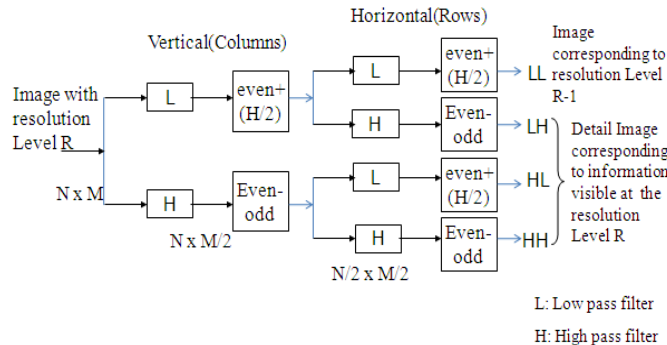 Horizontal(Rows)
Vertical(Columns)
Image
corresponding to
resolution Level
R-1
Image with
resolution
Level R
N x M
L
even+
(H/2)
L
even+
(H/2)
LL
H
Even-
odd
LH
H
Even-
odd
L
even+
(H/2)
HL
H
Even-
odd
HH
N x M/2
N/2 x M/2
Detail Image
corresponding
to information
visible at the
resolution
Level R
L: Low pass filter
H: High pass filter